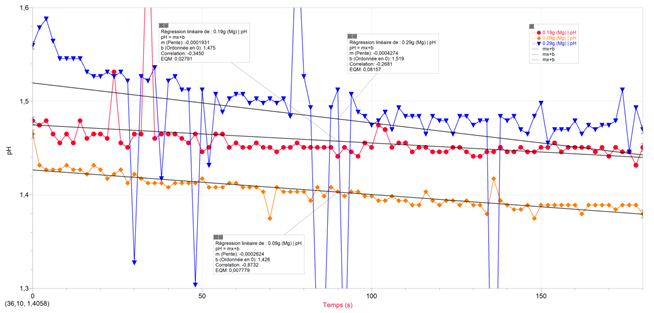 1,6
1,5
1,4
1,3
pH
Régression linéaire de : 0.19g (Mg) | pH
pH = mx+b
m (Pente): -0,0001931
b (Ordonnée en 0): 1,475
Correlation: -0,3450
EQM: 0,02791
Régression linéaire de : 0.29g (Mg) | pH
pH = mx+b
m (Pente): -0,0004274
b (Ordonnée en 0): 1,519
Correlation: -0,2681
EQM: 0,08157
0.19g (Mg) | pH
0.09g (Mg) | pH
0.29g (Mg) | pH
mx+b
mx+b
mx+b
Régression linéaire de : 0.09g (Mg) | pH
pH = mx+b
m (Pente): -0,0002624
b (Ordonnée en 0): 1,426
Correlation: -0,8732
EQM: 0,007779
0 50 100 150
(36,10, 1,4058)
Temps (s)